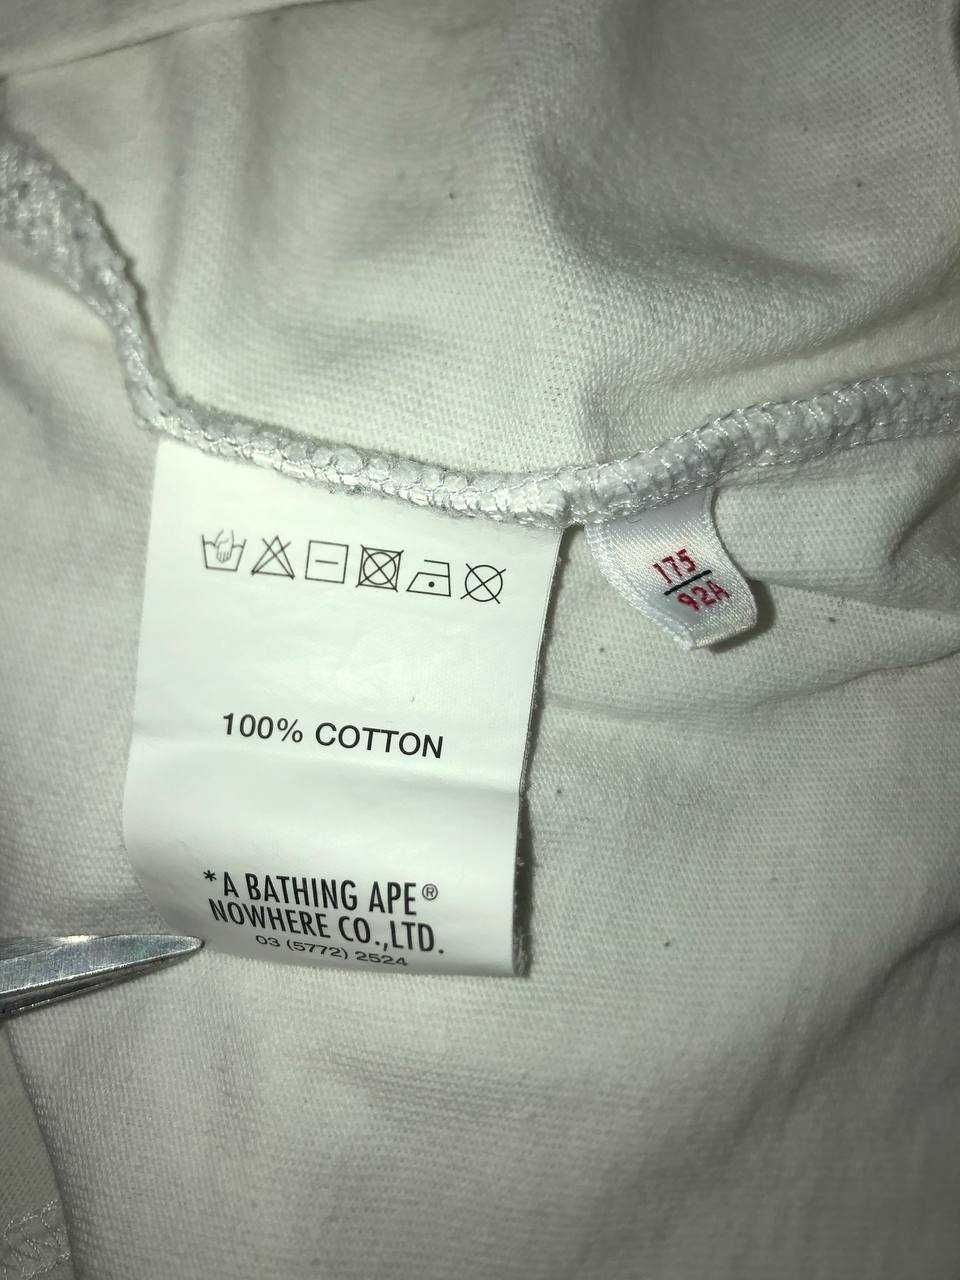 100% COTTON
*A BATHING APE®
NOWHERE CO.,LTD.
03 (5772) 2524
175
92A